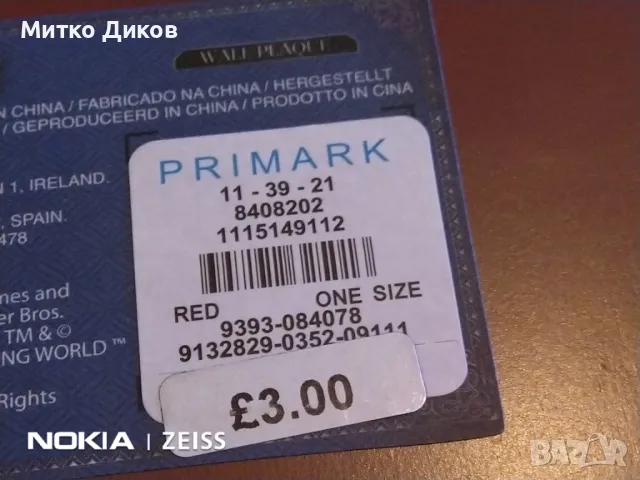 Митко Диков
WALL PLAQUE
N CHINA / FABRICADO NA CHINA / HERGESTELLT
/ GEPRODUCEERD IN CHINA / PRODOTTO IN CINA
1, IRELAND.
SPAIN.
478
PRIMARK
11 - 39 - 21
8408202
1115149112
RED ONE SIZE
9393-084078
9132829-0352-09111
£3.00
mes and
er Bros.
TM & ©
NG WORLD ™
Rights
NOKIA | ZEISS
BAZAR